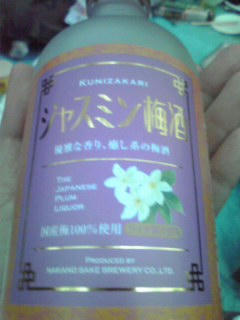 KUNIZAKARI
ジャスミン梅酒
優雅な香り、癒し系の梅酒
THE
JAPANESE
PLUM
LIQUOR
国産梅100%使用
PRODUCED BY
NAKANO SAKE BREWERY CO.,LTD.